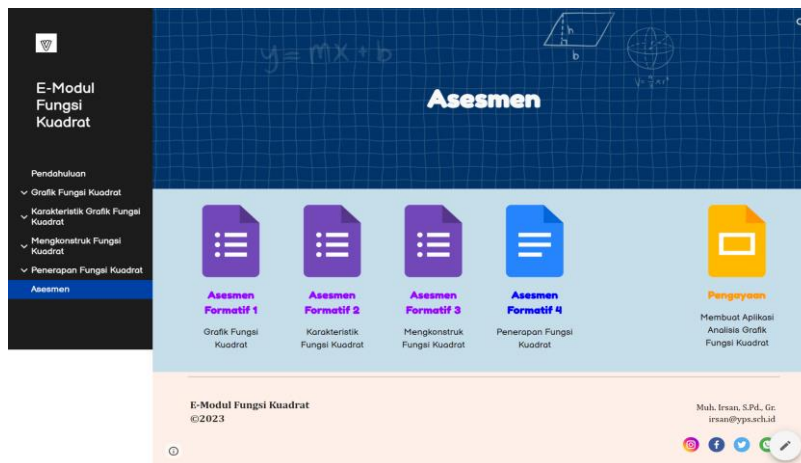 E-Modul
Fungsi
Kuadrat
Pendahuluan
Grafik Fungsi Kuadrat
Karakteristik Grafik Fungsi
Kuadrat
Mengkonstruk Fungsi
Kuadrat
Penerapan Fungsi Kuadrat
Asesmen
y = mx + b
h
b
b
Asesmen
Asesmen
Formatif 1
Grafik Fungsi
Kuadrat
Asesmen
Formatif 2
Karakteristik
Fungsi Kuadrat
Asesmen
Formatif 3
Mengkonstruk
Fungsi Kuadrat
Asesmen
Formatif 4
Penerapan Fungsi
Kuadrat
Pengayaan
Membuat Aplikasi
Analisis Grafik
Fungsi Kuadrat
E-Modul Fungsi Kuadrat
©2023
Muh. Irsan, S.Pd., Gr.
irsan@yps.sch.id